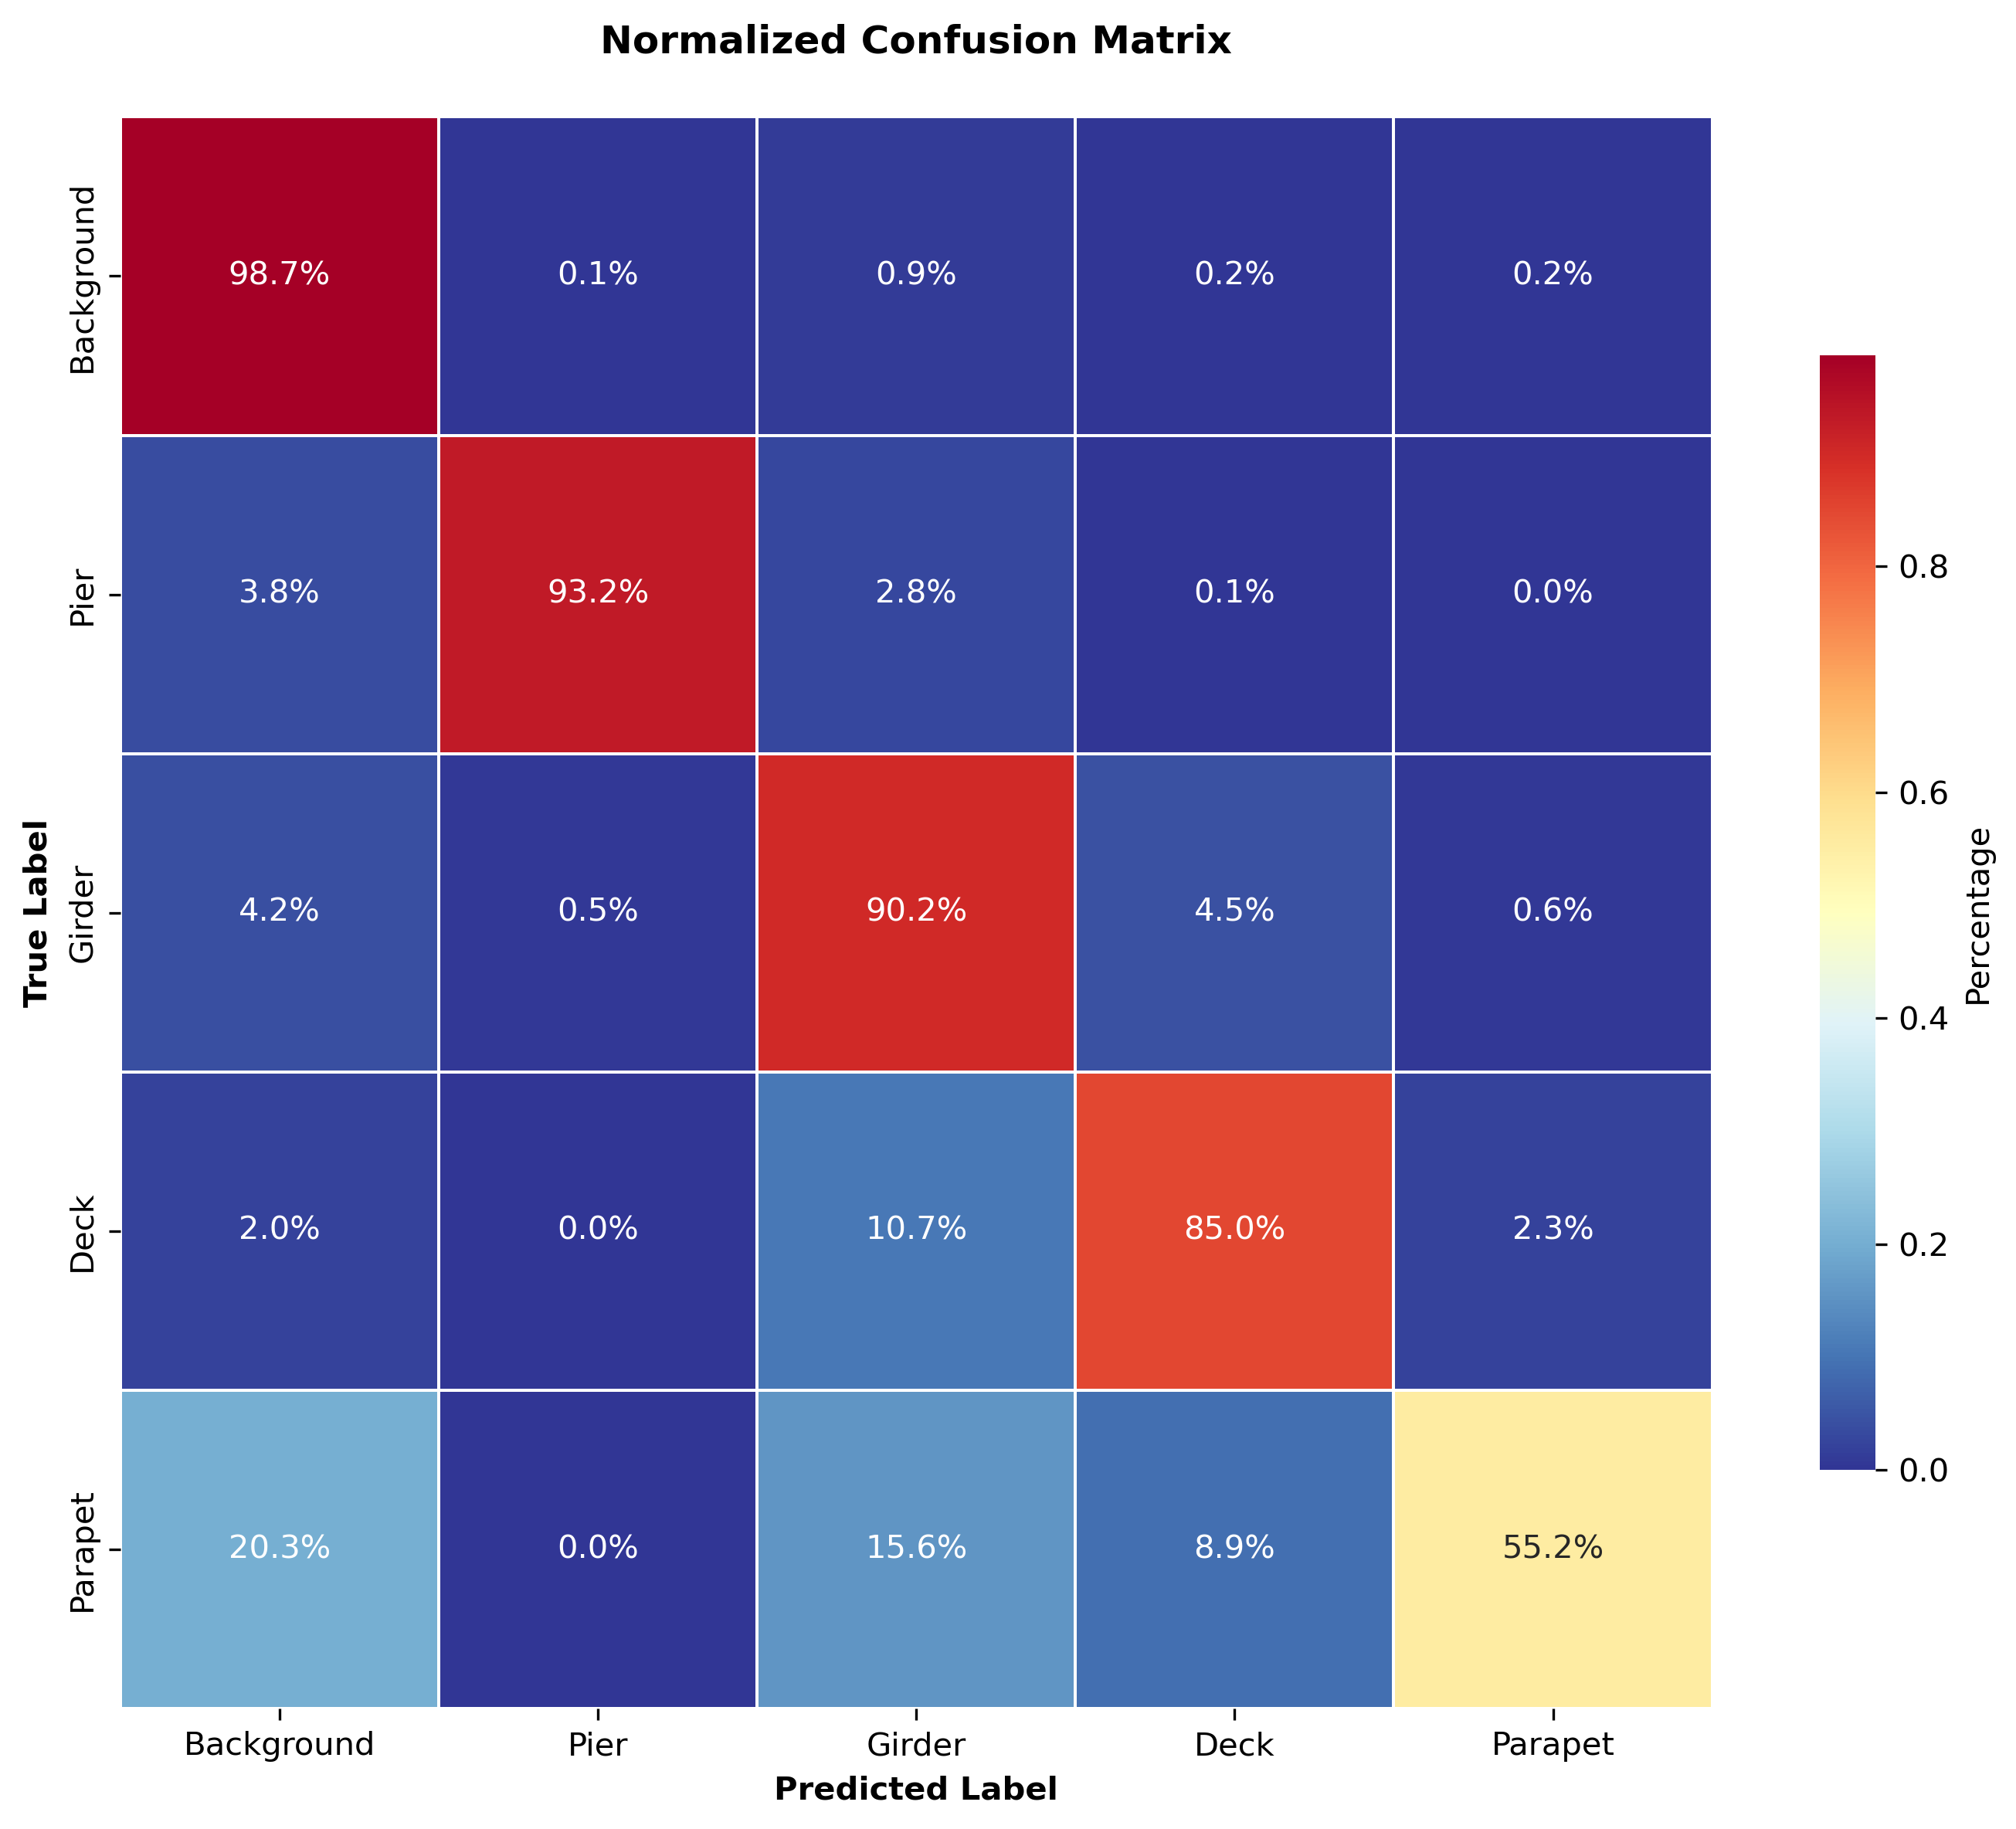 Normalized Confusion Matrix
Background 98.7% 0.1% 0.9% 0.2% 0.2%
Pier 3.8% 93.2% 2.8% 0.1% 0.0%
Girder 4.2% 0.5% 90.2% 4.5% 0.6%
Deck 2.0% 0.0% 10.7% 85.0% 2.3%
Parapet 20.3% 0.0% 15.6% 8.9% 55.2%
True Label
Background Pier Girder Deck Parapet
Predicted Label
0.8
0.6
0.4
0.2
0.0
Percentage